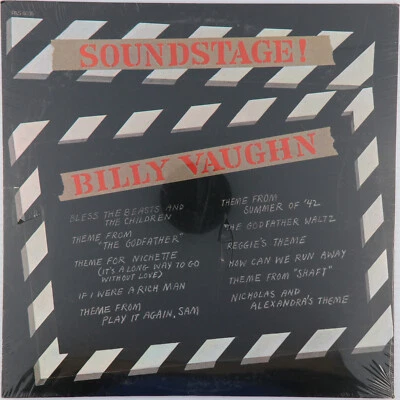 SOUNDSTAGE!
BILLY VAUGHN
BLESS THE BEASTS AND
THE CHILDREN
THEME FROM
"THE GODFATHER"
THEME FOR NICHETTE
(IT'S A LONG WAY TO GO
WITHOUT LOVE)
IF I WERE A RICH MAN
THEME FROM
PLAY IT AGAIN, SAM
THEME FROM
SUMMER OF '42
THE GODFATHER WALTZ
REGGIE'S THEME
HOW CAN WE RUN AWAY
THEME FROM "SHAFT"
NICHOLAS AND
ALEXANDRA'S THEME